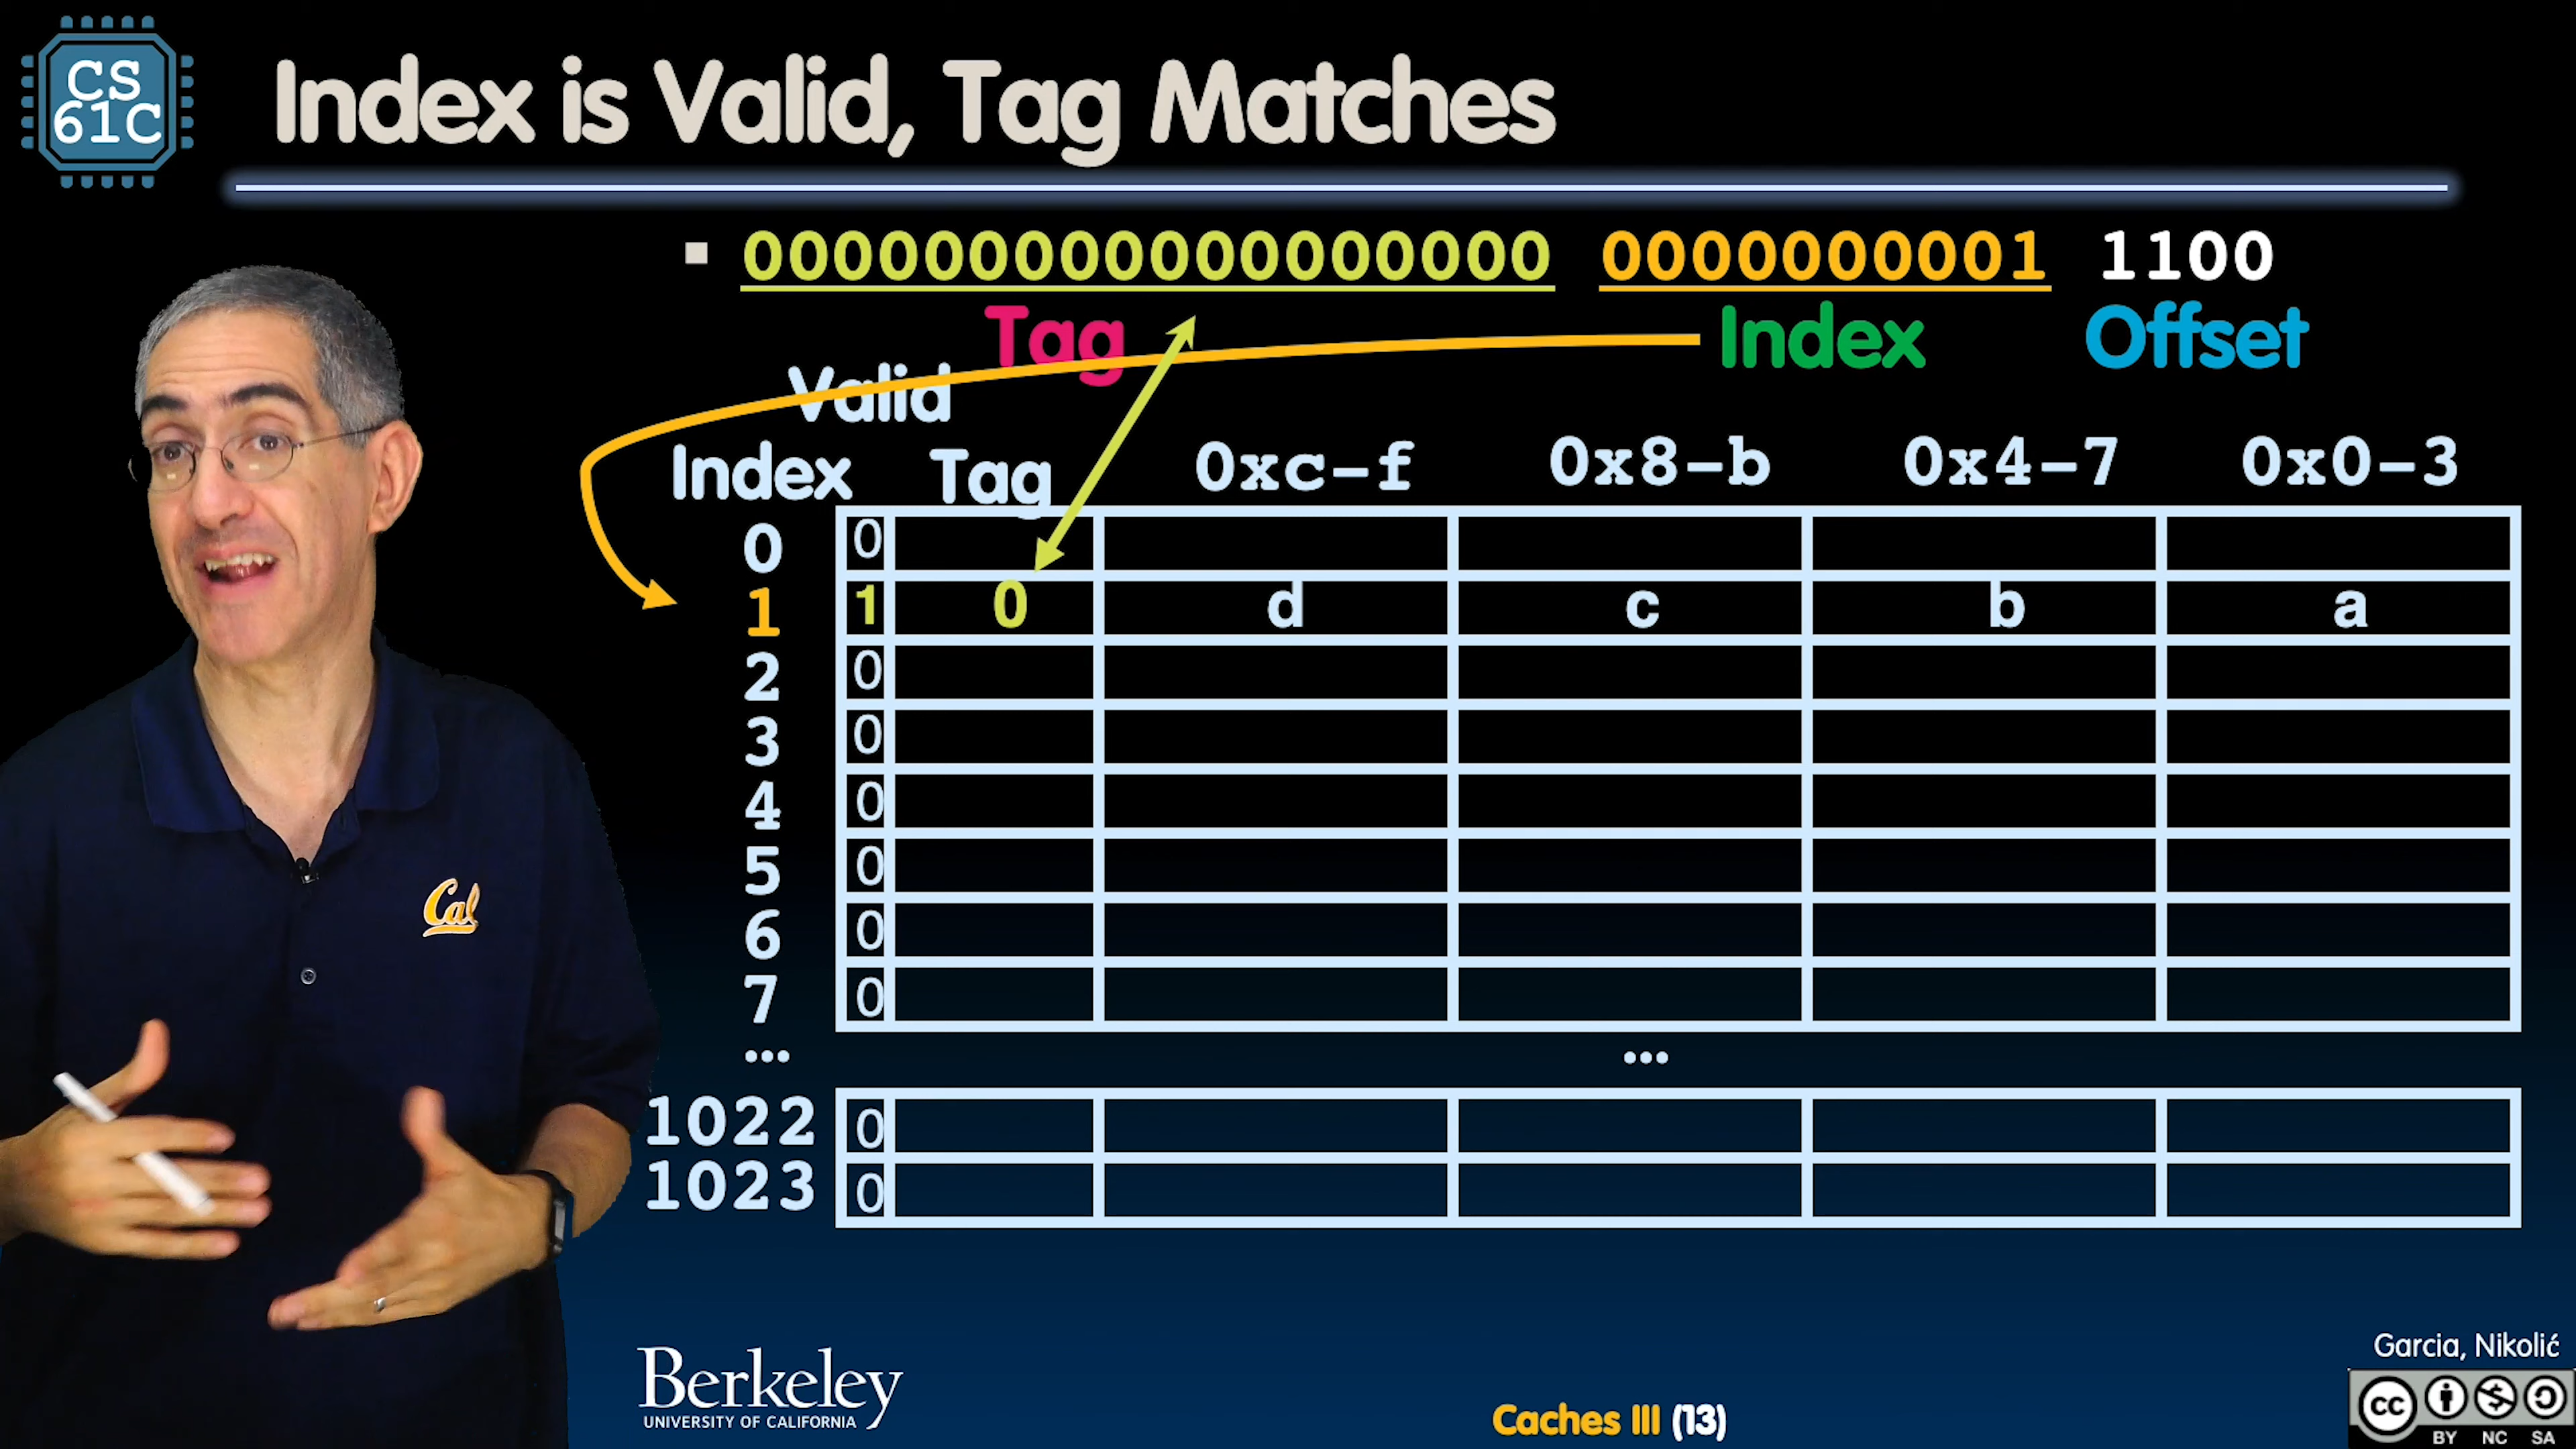 CS
61C
Index is Valid, Tag Matches
000000000000000000 0000000001 1100
Tag Index Offset
Valid
Index Tag 0xc-f 0x8-b 0x4-7 0x0-3
0 0
1 1 0 d c b a
2 0
3 0
4 0
5 0
6 0
7 0
... ...
1022 0
1023 0
Cal
Berkeley
UNIVERSITY OF CALIFORNIA
Caches III (13)
Garcia, Nikolić
cc
BY NC SA